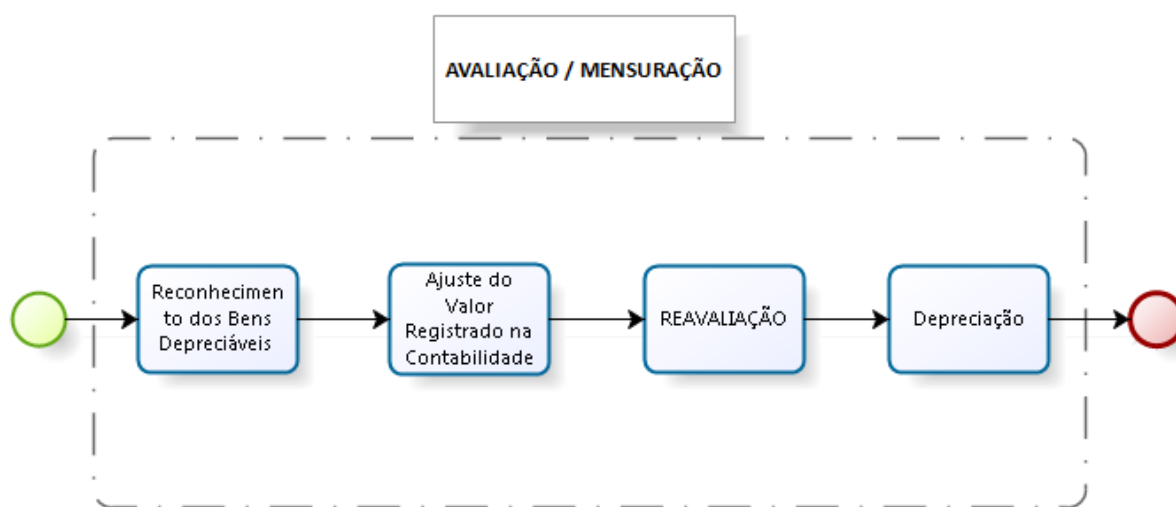 AVALIAÇÃO / MENSURAÇÃO
Reconhecimen
to dos Bens
Depreciáveis
Ajuste do
Valor
Registrado na
Contabilidade
REAVALIAÇÃO
Depreciação